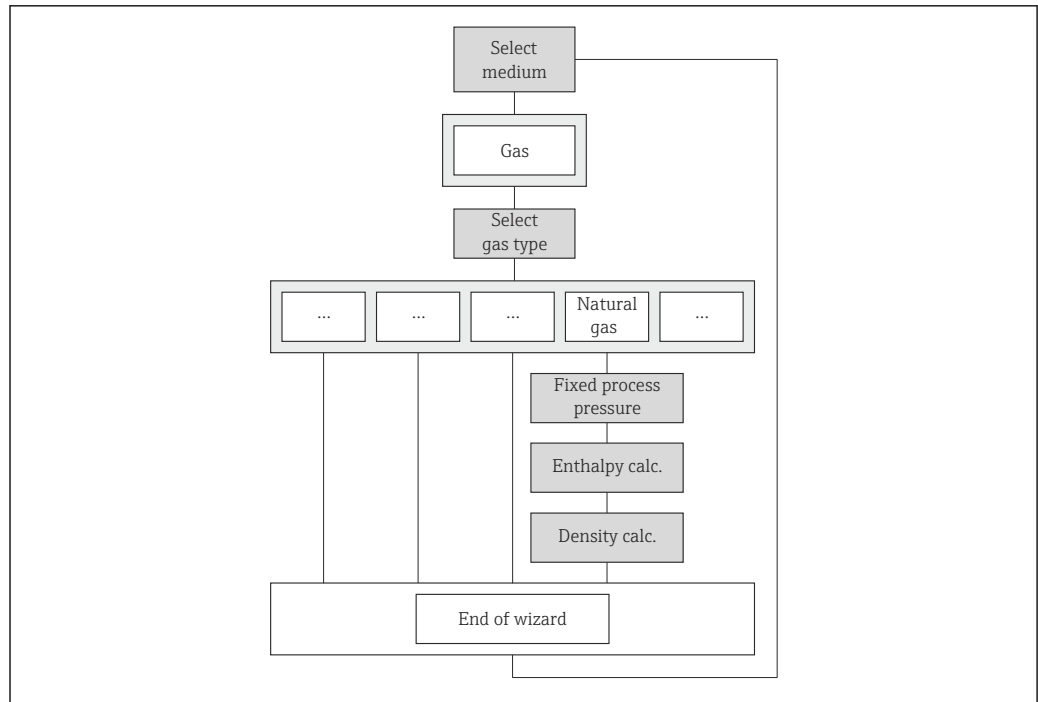 Select
medium
Gas
Select
gas type
...
...
...
Natural
gas
...
Fixed process
pressure
Enthalpy calc.
Density calc.
End of wizard